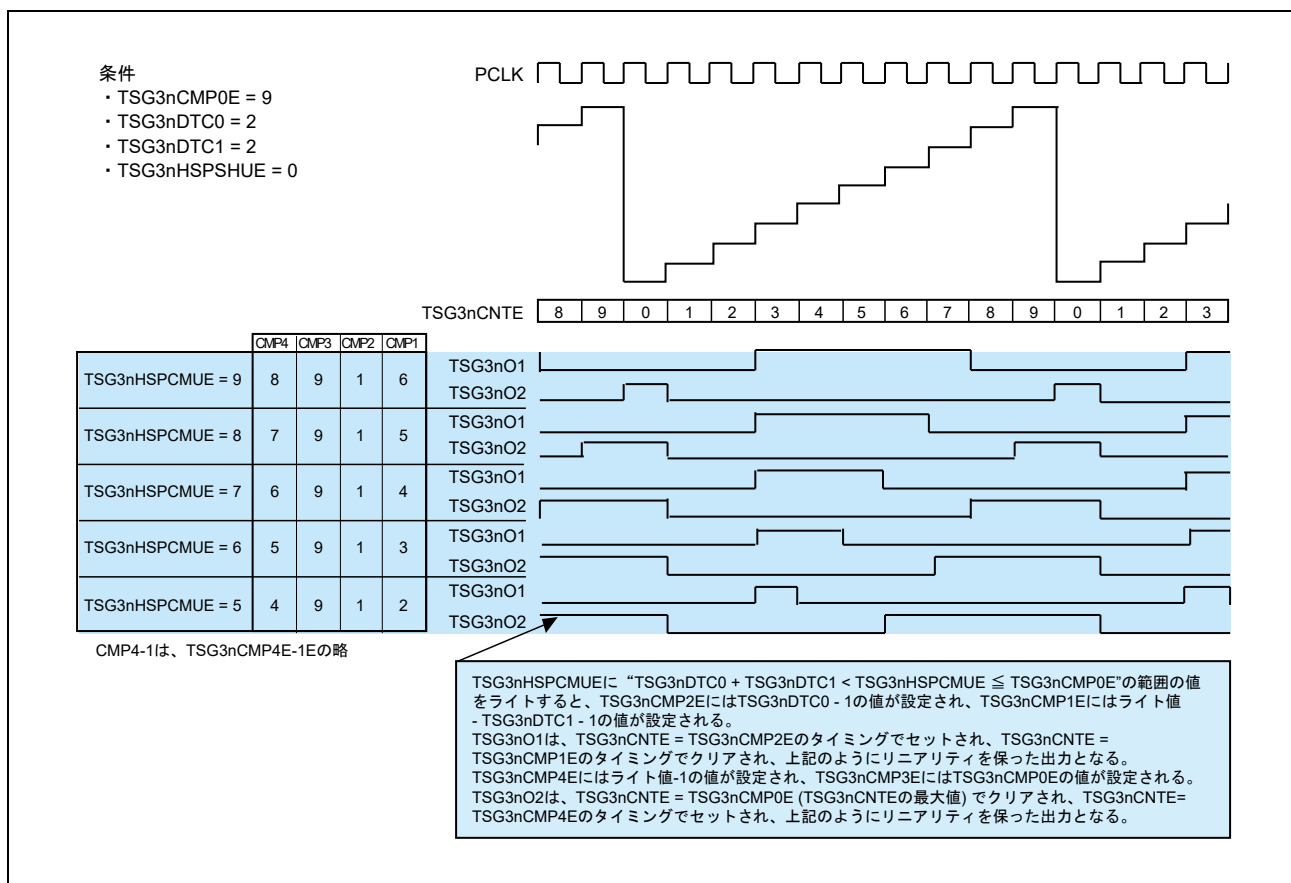 条件
・TSG3nCMP0E = 9
・TSG3nDTC0 = 2
・TSG3nDTC1 = 2
・TSG3nHSPSHUE = 0
PCLK
TSG3nCNTE 8 9 0 1 2 3 4 5 6 7 8 9 0 1 2 3
CMP4 CMP3 CMP2 CMP1
TSG3nHSPCMUE = 9 8 9 1 6 TSG3nO1
TSG3nO2
TSG3nHSPCMUE = 8 7 9 1 5 TSG3nO1
TSG3nO2
TSG3nHSPCMUE = 7 6 9 1 4 TSG3nO1
TSG3nO2
TSG3nHSPCMUE = 6 5 9 1 3 TSG3nO1
TSG3nO2
TSG3nHSPCMUE = 5 4 9 1 2 TSG3nO1
TSG3nO2
CMP4-1は、TSG3nCMP4E-1Eの略
TSG3nHSPCMUEに“TSG3nDTC0 + TSG3nDTC1 < TSG3nHSPCMUE ≦ TSG3nCMP0E”の範囲の値
をライトすると、TSG3nCMP2EにはTSG3nDTC0 - 1の値が設定され、TSG3nCMP1Eにはライト値
- TSG3nDTC1 - 1の値が設定される。
TSG3nO1は、TSG3nCNTE = TSG3nCMP2Eのタイミングでセットされ、TSG3nCNTE =
TSG3nCMP1Eのタイミングでクリアされ、上記のようにリニアリティを保った出力となる。
TSG3nCMP4Eにはライト値-1の値が設定され、TSG3nCMP3EにはTSG3nCMP0Eの値が設定される。
TSG3nO2は、TSG3nCNTE = TSG3nCMP0E (TSG3nCNTEの最大値) でクリアされ、TSG3nCNTE=
TSG3nCMP4Eのタイミングでセットされ、上記のようにリニアリティを保った出力となる。